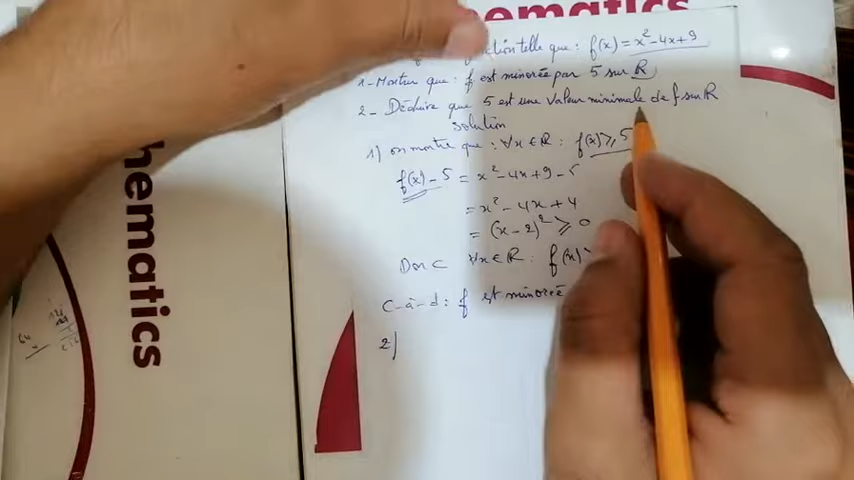 mathematics
telle que : f(x) = x² - 4x + 9
1 - Montrer que : f est minorée par 5 sur ℝ
2 - Déduire que 5 est une valeur minimale de f sur ℝ
solution
1) on montre que : ∀x ∈ ℝ : f(x) ≥ 5
f(x) - 5 = x² - 4x + 9 - 5
= x² - 4x + 4
= (x - 2)² ≥ 0
Donc ∀x ∈ ℝ : f(x)
C-à-d : f est minorée
2)
thematics